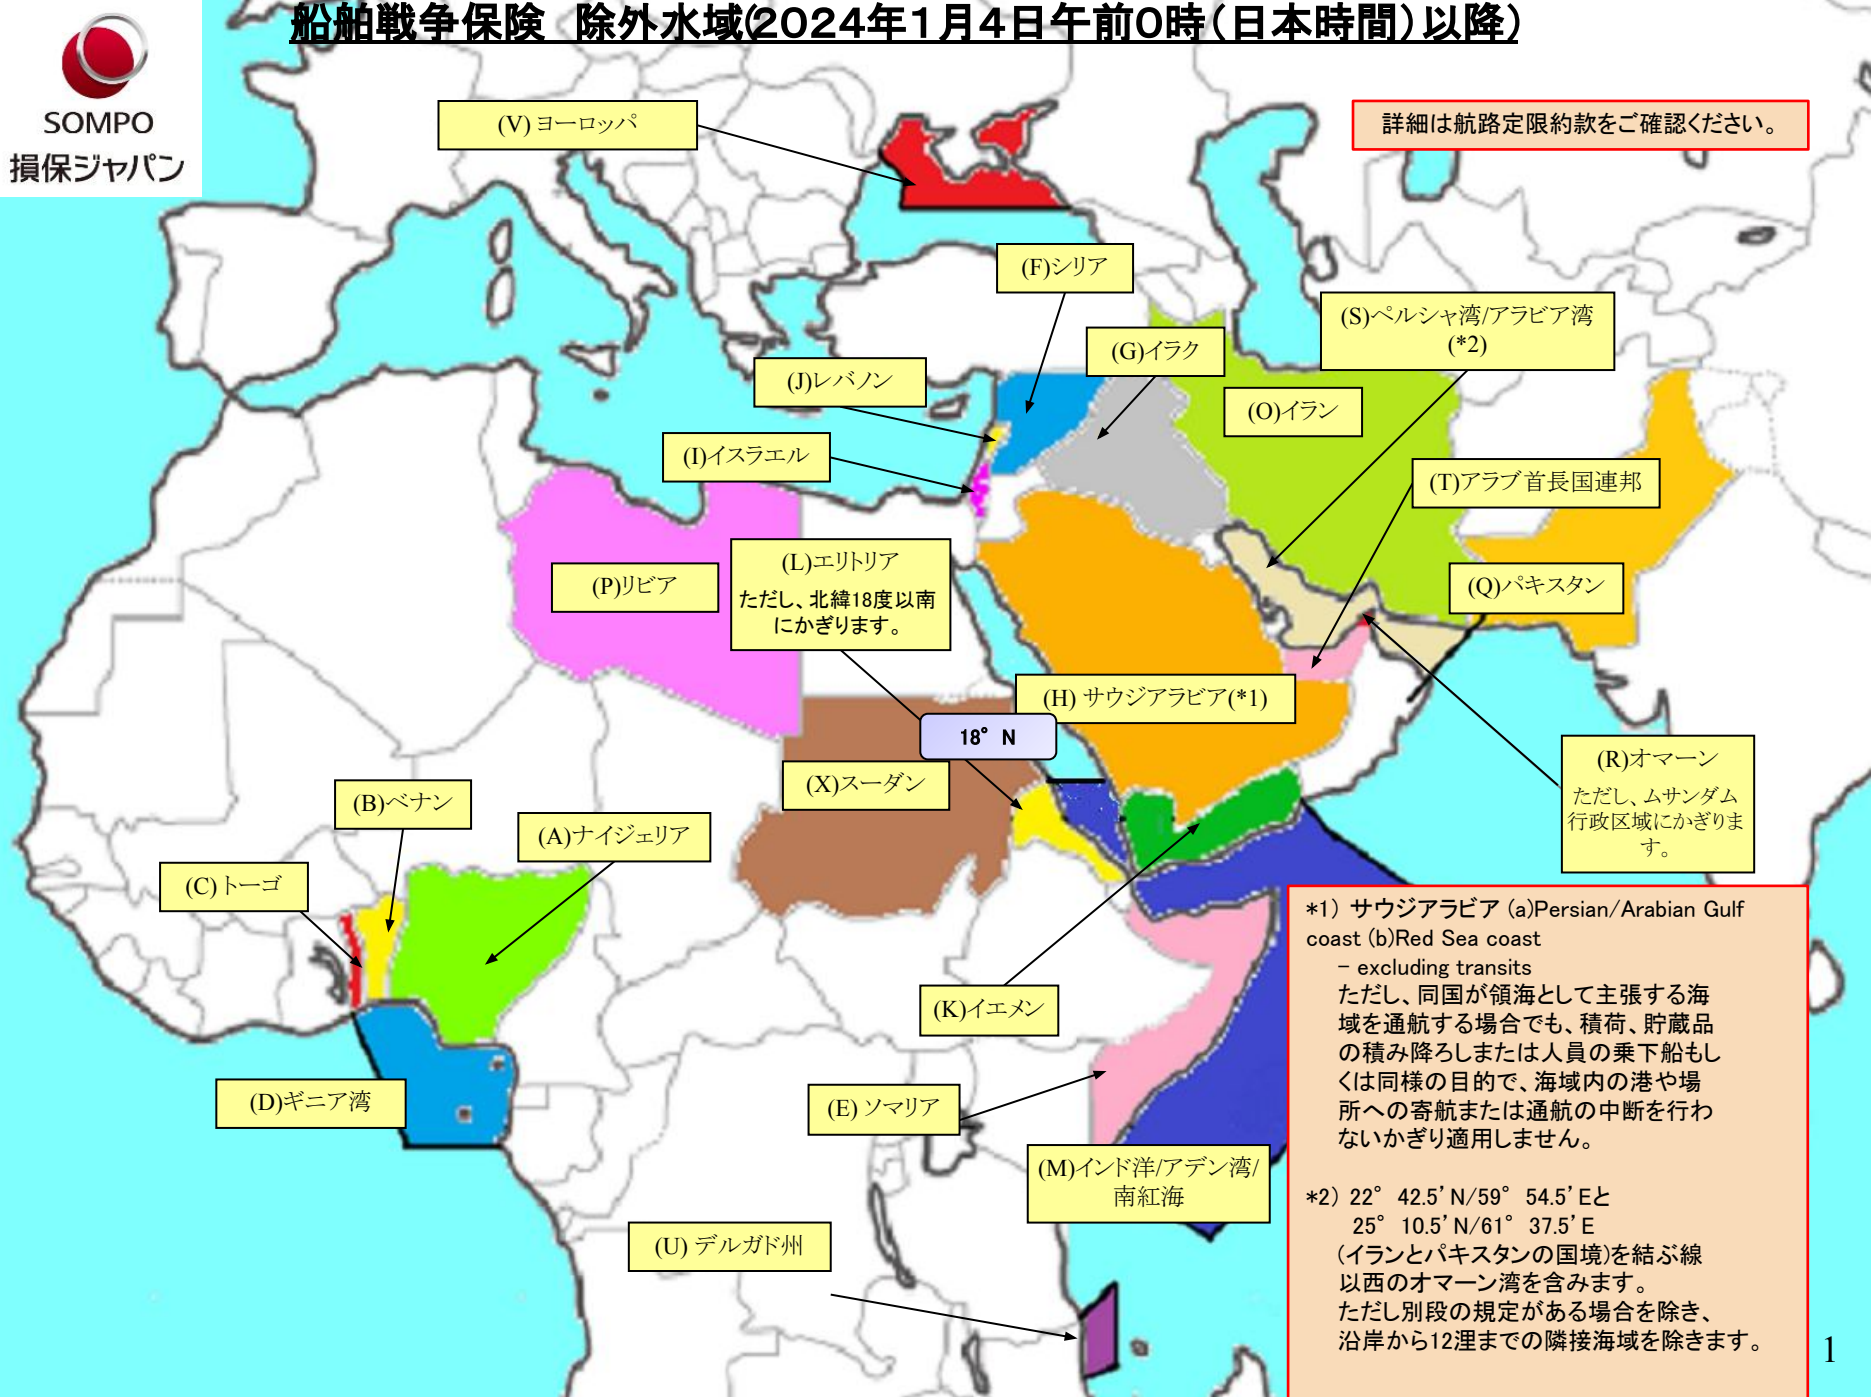 船舶戦争保険 除外水域(2024年1月4日午前0時(日本時間)以降)
SOMPO
損保ジャパン
詳細は航路定限約款をご確認ください。
(V)ヨーロッパ
(F)シリア
(S)ペルシャ湾/アラビア湾
(*2)
(G)イラク
(J)レバノン
(O)イラン
(I)イスラエル
(T)アラブ首長国連邦
(L)エリトリア
ただし、北緯18度以南
にかぎります。
(P)リビア
(Q)パキスタン
(H) サウジアラビア(*1)
18° N
(R)オマーン
ただし、ムサンダム
行政区域にかぎりま
す。
(X)スーダン
(B)ベナン
(A)ナイジェリア
(C)トーゴ
(K)イエメン
(D)ギニア湾
(E) ソマリア
(M)インド洋/アデン湾/
南紅海
(U) デルガド州
*1) サウジアラビア (a)Persian/Arabian Gulf
coast (b)Red Sea coast
- excluding transits
ただし、同国が領海として主張する海
域を通航する場合でも、積荷、貯蔵品
の積み降ろしまたは人員の乗下船もし
くは同様の目的で、海域内の港や場
所への寄航または通航の中断を行わ
ないかぎり適用しません。
*2) 22° 42.5’N/59° 54.5’Eと
25° 10.5’N/61° 37.5’E
(イランとパキスタンの国境)を結ぶ線
以西のオマーン湾を含みます。
ただし別段の規定がある場合を除き、
沿岸から12浬までの隣接海域を除きます。
1